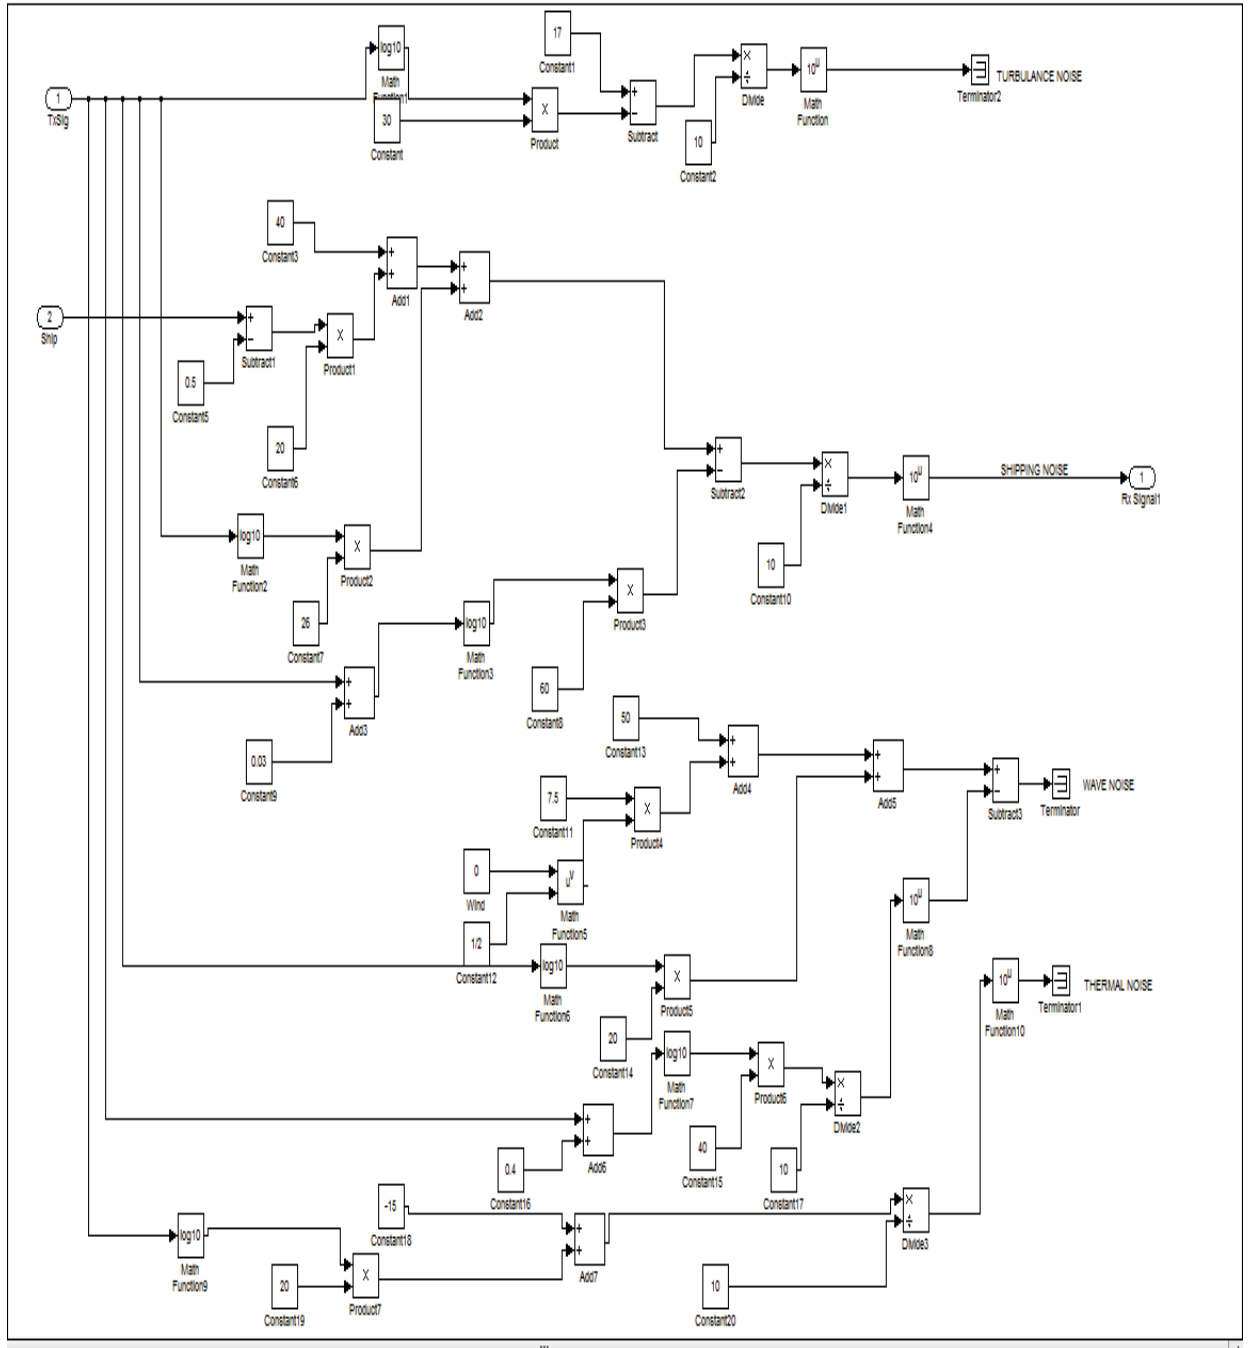 log10
Math
Function1
17
Constant1
×
÷
Divide
10u
Math
Function
Terminator2
TURBULANCE NOISE
1
TxSig
30
Constant
×
Product
+
−
Subtract
10
Constant2
40
Constant3
+
+
Add1
+
+
Add2
2
Ship
+
−
Subtract1
×
Product1
0.5
Constant5
20
Constant6
+
−
Subtract2
×
÷
Divide1
10u
Math
Function4
SHIPPING NOISE
1
Rx Signal1
log10
Math
Function2
×
Product2
10
Constant10
26
Constant7
log10
Math
Function3
×
Product3
60
Constant8
+
+
Add3
0.03
Constant9
50
Constant13
+
+
Add4
+
+
Add5
+
−
Subtract3
Terminator
WAVE NOISE
7.5
Constant11
×
Product4
0
Wind
uv
Math
Function5
1/2
Constant12
10u
Math
Function8
log10
Math
Function6
×
Product5
20
Constant14
10u
Math
Function10
Terminator1
THERMAL NOISE
log10
Math
Function7
×
Product6
×
÷
Divide2
40
Constant15
10
Constant17
+
+
Add6
0.4
Constant16
-15
Constant18
+
+
Add7
×
÷
Divide3
log10
Math
Function9
20
Constant19
×
Product7
10
Constant20